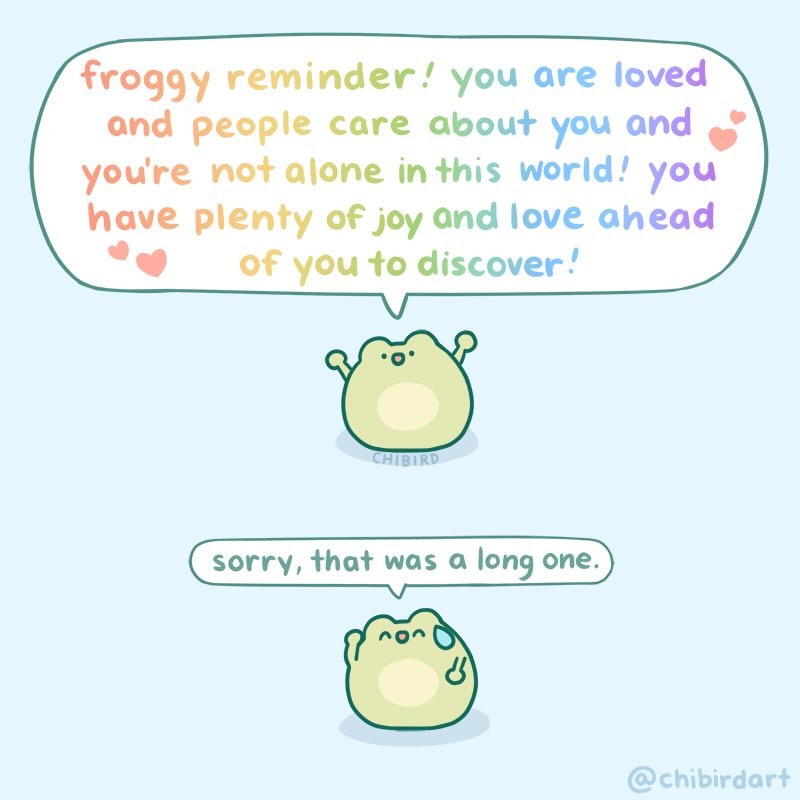 froggy reminder! you are loved
and people care about you and
you're not alone in this world! you
have plenty of joy and love ahead
of you to discover!
CHIBIRD
sorry, that was a long one.
@chibirdart